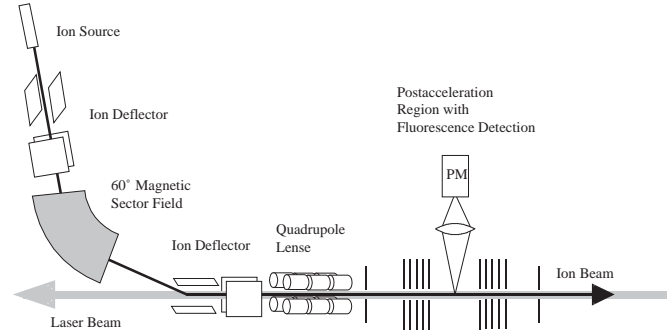 Ion Source
Ion Deflector
60° Magnetic
Sector Field
Ion Deflector
Quadrupole
Lense
Postacceleration
Region with
Fluorescence Detection
PM
Ion Beam
Laser Beam